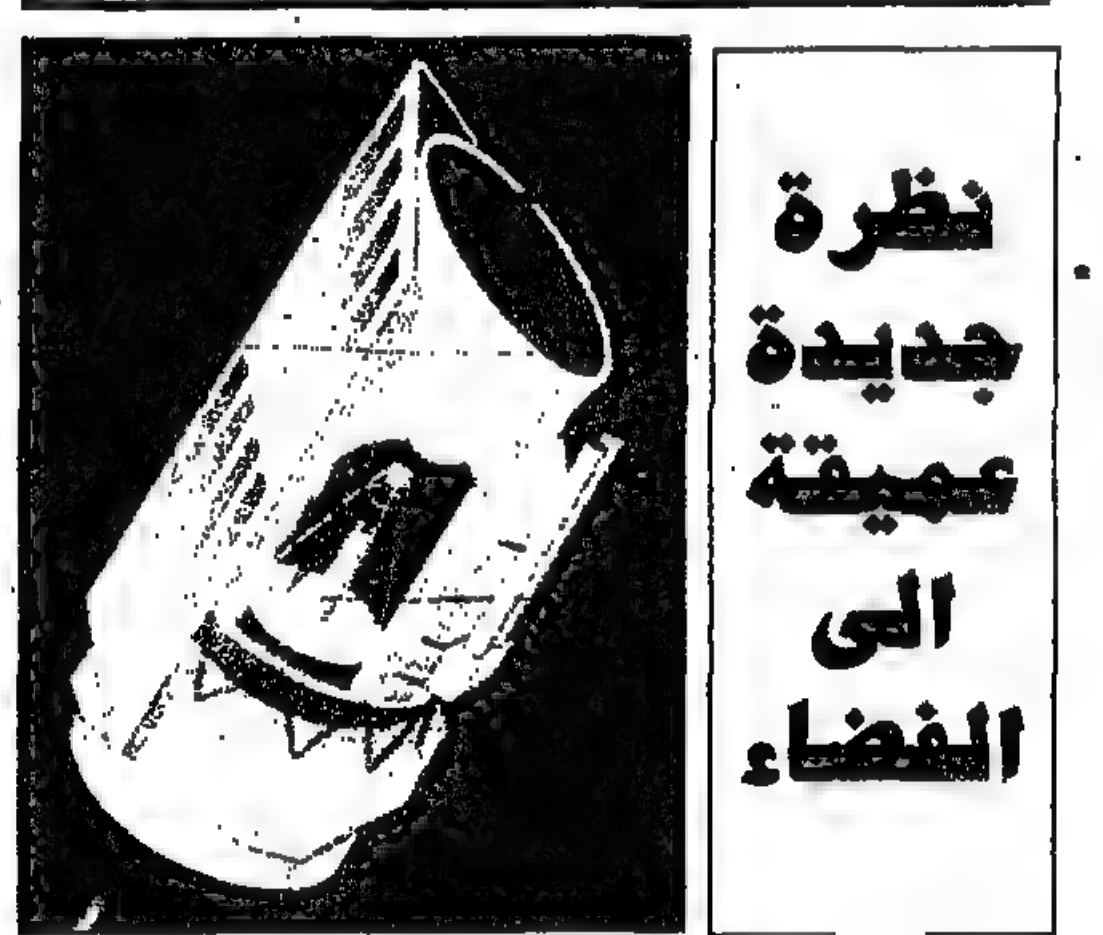 نظرة
جديدة
عميقة
الى
الفضاء